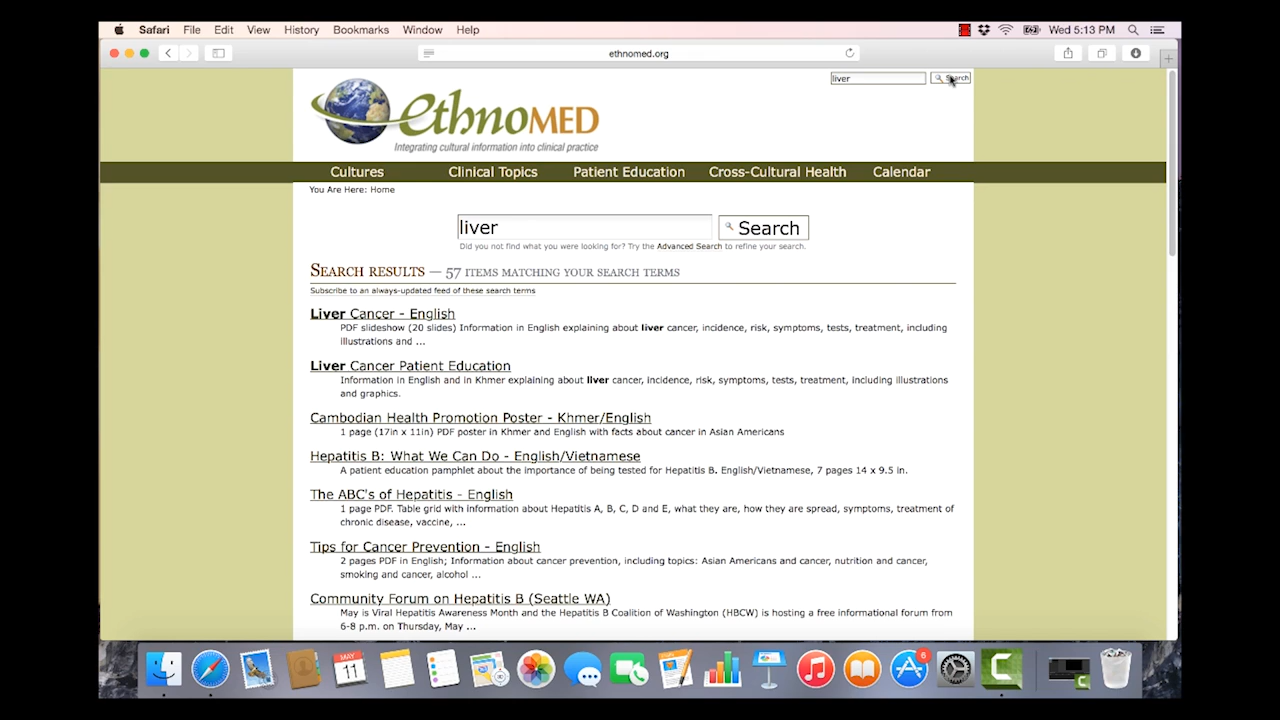 Safari File Edit View History Bookmarks Window Help Wed 5:13 PM
ethnomed.org
liver Search
ethnoMED
Integrating cultural information into clinical practice
Cultures Clinical Topics Patient Education Cross-Cultural Health Calendar
You Are Here: Home
liver Search
Did you not find what you were looking for? Try the Advanced Search to refine your search.
Search results — 57 items matching your search terms
Subscribe to an always-updated feed of these search terms
Liver Cancer - English
PDF slideshow (20 slides) Information in English explaining about liver cancer, incidence, risk, symptoms, tests, treatment, including
illustrations and ...
Liver Cancer Patient Education
Information in English and in Khmer explaining about liver cancer, incidence, risk, symptoms, tests, treatment, including illustrations
and graphics.
Cambodian Health Promotion Poster - Khmer/English
1 page (17in x 11in) PDF poster in Khmer and English with facts about cancer in Asian Americans
Hepatitis B: What We Can Do - English/Vietnamese
A patient education pamphlet about the importance of being tested for Hepatitis B. English/Vietnamese, 7 pages 14 x 9.5 in.
The ABC's of Hepatitis - English
1 page PDF. Table grid with information about Hepatitis A, B, C, D and E, what they are, how they are spread, symptoms, treatment of
chronic disease, vaccine, ...
Tips for Cancer Prevention - English
2 pages PDF in English; Information about cancer prevention, including topics: Asian Americans and cancer, nutrition and cancer,
smoking and cancer, alcohol ...
Community Forum on Hepatitis B (Seattle WA)
May is Viral Hepatitis Awareness Month and the Hepatitis B Coalition of Washington (HBCW) is hosting a free informational forum from
6-8 p.m. on Thursday, May ...
MAY
11
6